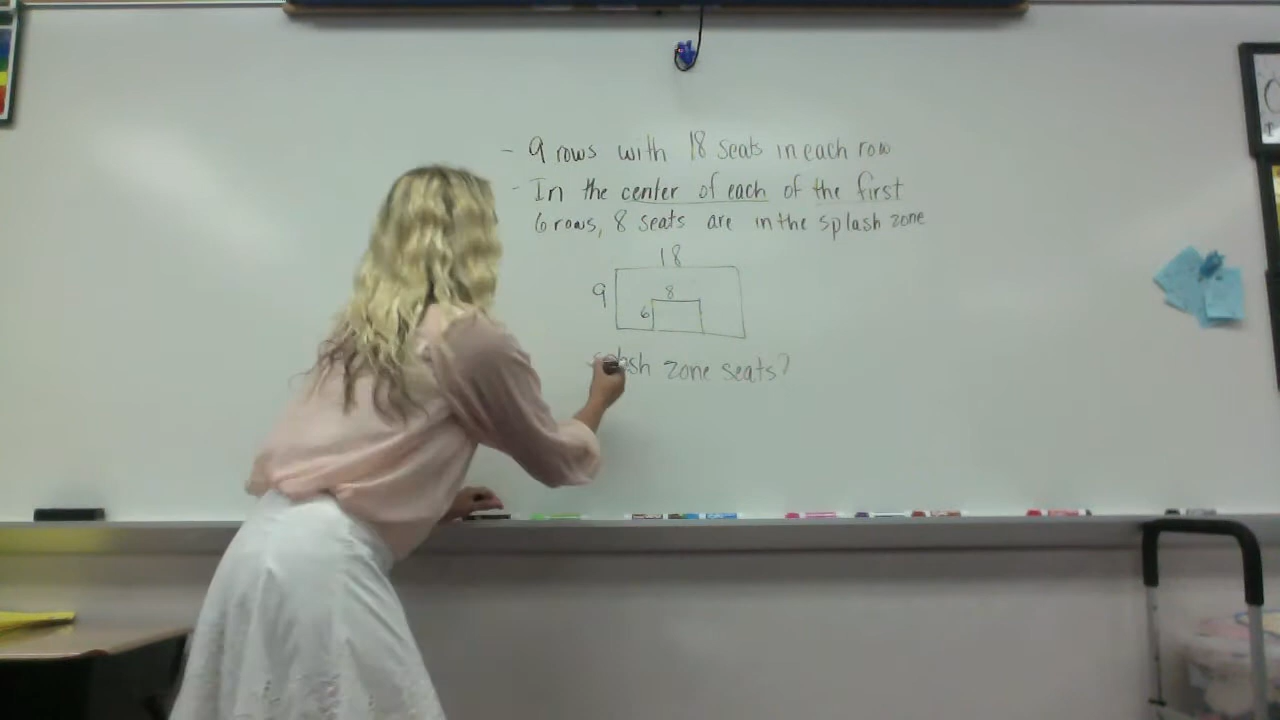 - 9 rows with 18 seats in each row
- In the center of each of the first
6 rows, 8 seats are in the splash zone
18
9
8
6
splash zone seats?